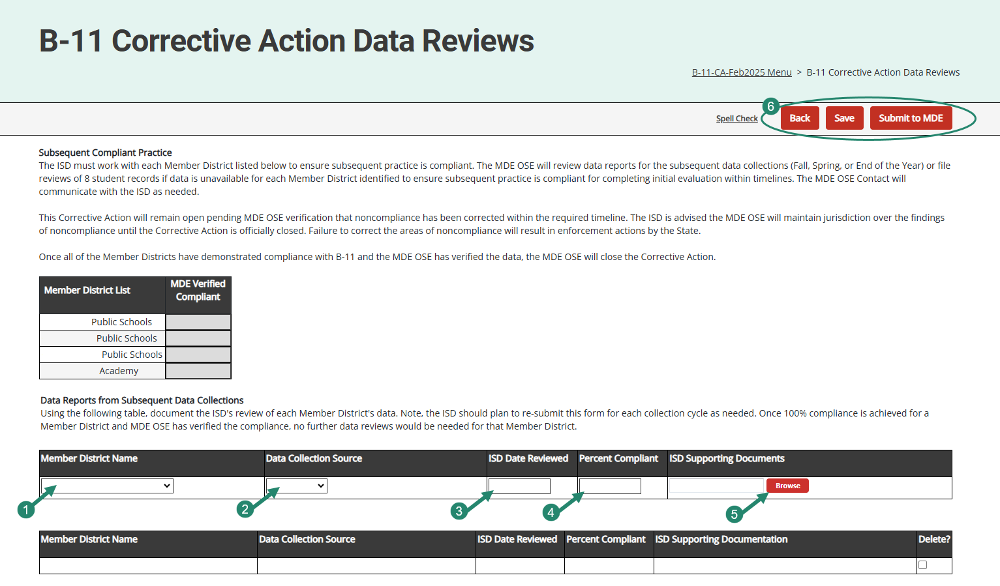 B-11 Corrective Action Data Reviews
B-11-CA-Feb2025 Menu > B-11 Corrective Action Data Reviews
6
Spell Check Back Save Submit to MDE
Subsequent Compliant Practice
The ISD must work with each Member District listed below to ensure subsequent practice is compliant. The MDE OSE will review data reports for the subsequent data collections (Fall, Spring, or End of the Year) or file
reviews of 8 student records if data is unavailable for each Member District identified to ensure subsequent practice is compliant for completing initial evaluation within timelines. The MDE OSE Contact will
communicate with the ISD as needed.
This Corrective Action will remain open pending MDE OSE verification that noncompliance has been corrected within the required timeline. The ISD is advised the MDE OSE will maintain jurisdiction over the findings
of noncompliance until the Corrective Action is officially closed. Failure to correct the areas of noncompliance will result in enforcement actions by the State.
Once all of the Member Districts have demonstrated compliance with B-11 and the MDE OSE has verified the data, the MDE OSE will close the Corrective Action.
Member District List MDE Verified
Compliant
Public Schools
Public Schools
Public Schools
Academy
Data Reports from Subsequent Data Collections
Using the following table, document the ISD's review of each Member District's data. Note, the ISD should plan to re-submit this form for each collection cycle as needed. Once 100% compliance is achieved for a
Member District and MDE OSE has verified the compliance, no further data reviews would be needed for that Member District.
Member District Name Data Collection Source ISD Date Reviewed Percent Compliant ISD Supporting Documents
Browse
1 2 3 4 5
Member District Name Data Collection Source ISD Date Reviewed Percent Compliant ISD Supporting Documentation Delete?